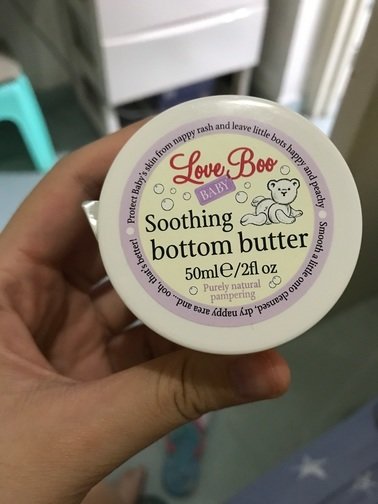 Love Boo
BABY
Soothing
bottom butter
50ml℮/2fl oz
Purely natural
pampering
Protect Baby's skin from nappy rash and leave little bots happy and peachy
Smooth a little onto cleansed, dry nappy area and... ooh, that's better!